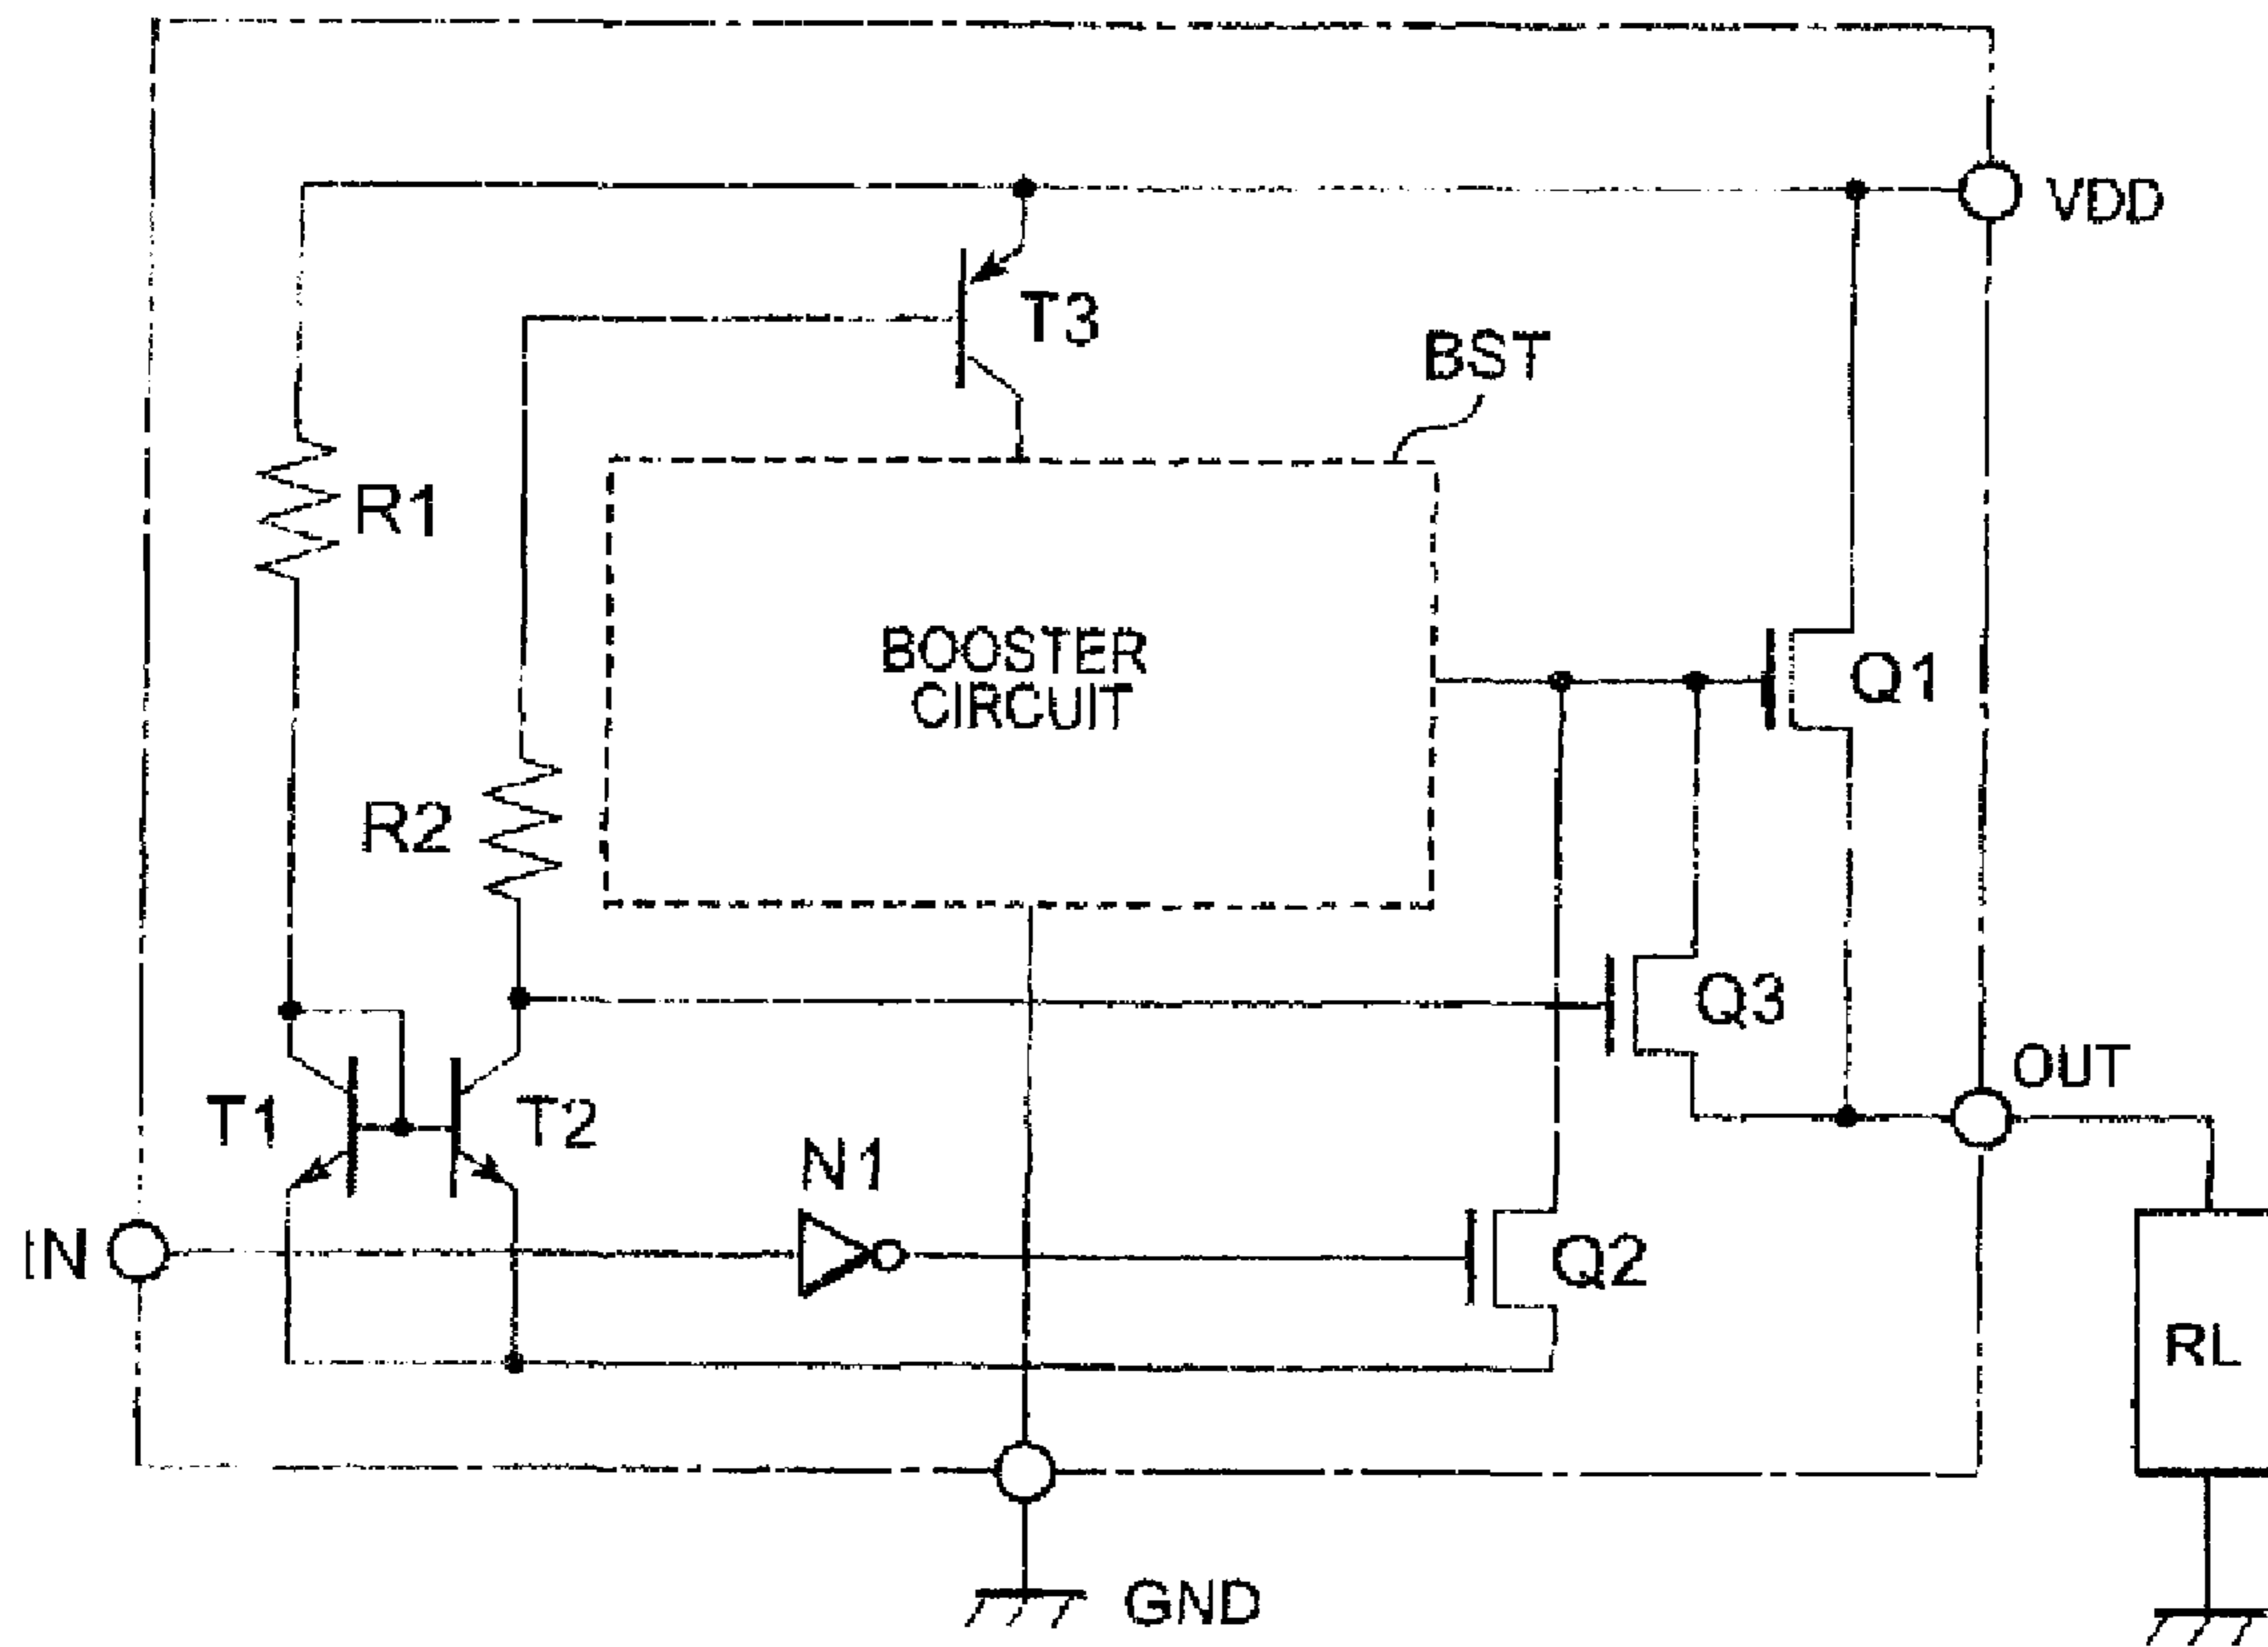 VDD
T3
BST
R1
BOOSTER
CIRCUIT
Q1
R2
Q3
OUT
T1
T2
N1
IN
Q2
RL
GND